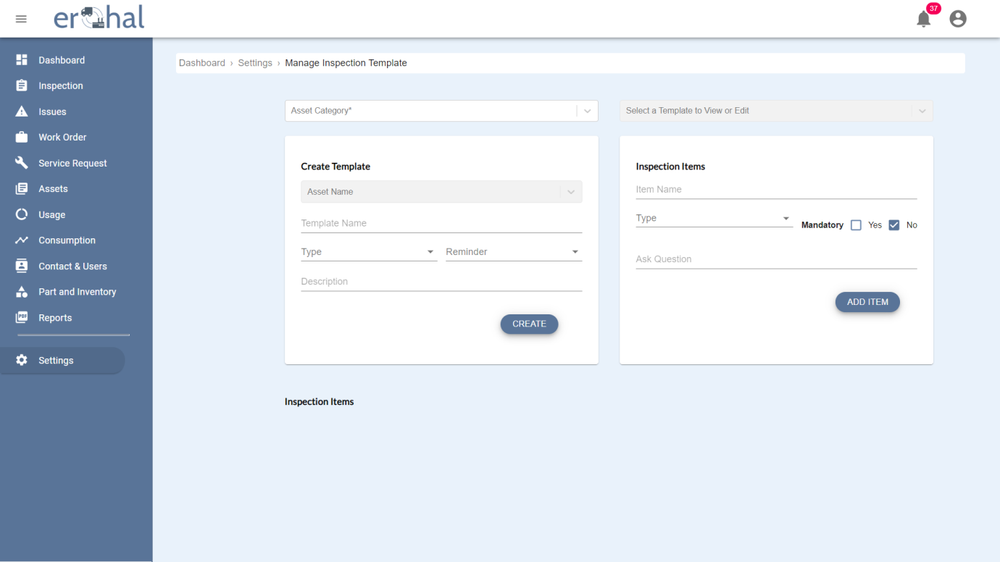 37
er hal
Dashboard
Inspection
Issues
Work Order
Service Request
Assets
Usage
Consumption
Contact & Users
Part and Inventory
PDF
Reports
Settings
Dashboard › Settings › Manage Inspection Template
Asset Category*
Select a Template to View or Edit
Create Template
Asset Name
Template Name
Type
Reminder
Description
CREATE
Inspection Items
Item Name
Type
Mandatory Yes No
Ask Question
ADD ITEM
Inspection Items